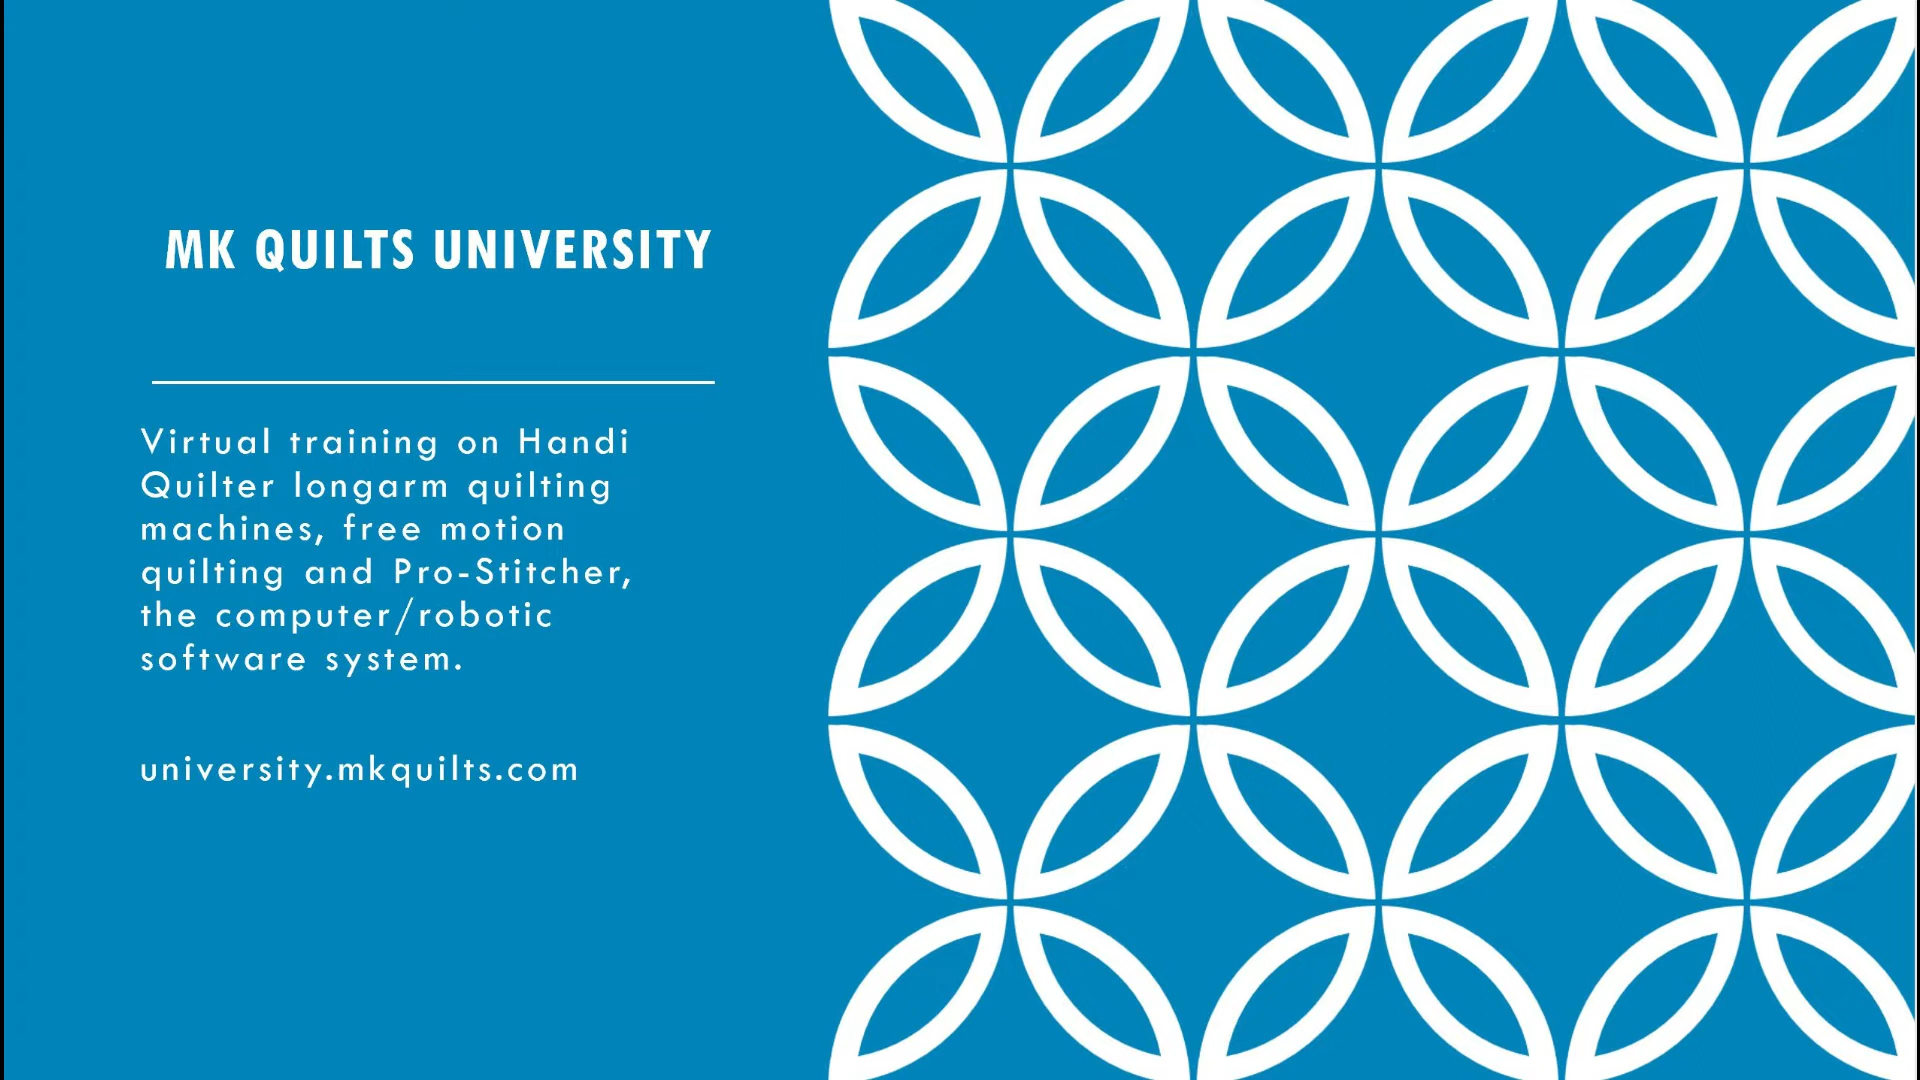 MK QUILTS UNIVERSITY
Virtual training on Handi
Quilter longarm quilting
machines, free motion
quilting and Pro-Stitcher,
the computer/robotic
software system.
university.mkquilts.com